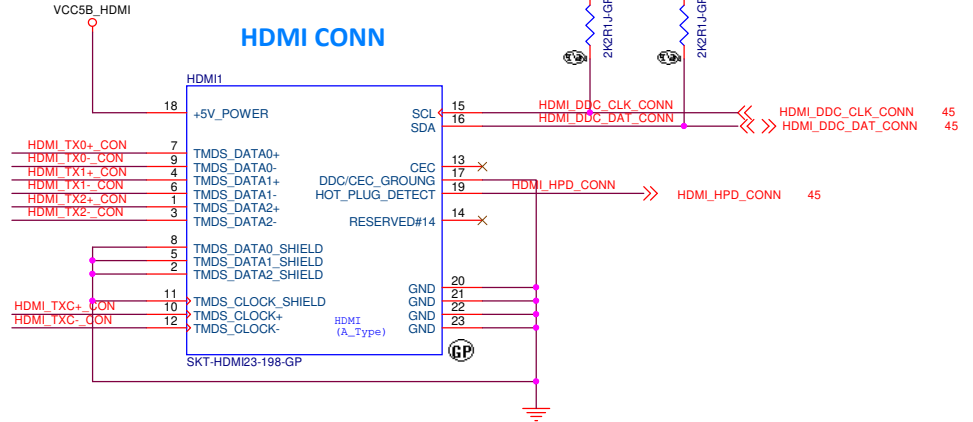 VCC5B_HDMI
HDMI CONN
2K2R1J-GP
2K2R1J-GP
HDMI1
18 +5V_POWER
SCL 15 HDMI_DDC_CLK_CONN HDMI_DDC_CLK_CONN 45
SDA 16 HDMI_DDC_DAT_CONN HDMI_DDC_DAT_CONN 45
HDMI_TX0+_CON 7 TMDS_DATA0+
HDMI_TX0-_CON 9 TMDS_DATA0-
CEC 13
HDMI_TX1+_CON 4 TMDS_DATA1+
DDC/CEC_GROUNG 17
HDMI_TX1-_CON 6 TMDS_DATA1-
HOT_PLUG_DETECT 19 HDMI_HPD_CONN HDMI_HPD_CONN 45
HDMI_TX2+_CON 1 TMDS_DATA2+
HDMI_TX2-_CON 3 TMDS_DATA2-
RESERVED#14 14
8 TMDS_DATA0_SHIELD
5 TMDS_DATA1_SHIELD
2 TMDS_DATA2_SHIELD
GND 20
11 TMDS_CLOCK_SHIELD
GND 21
HDMI_TXC+_CON 10 TMDS_CLOCK+
GND 22
HDMI_TXC-_CON 12 TMDS_CLOCK-
GND 23
HDMI
(A_Type)
GP
SKT-HDMI23-198-GP